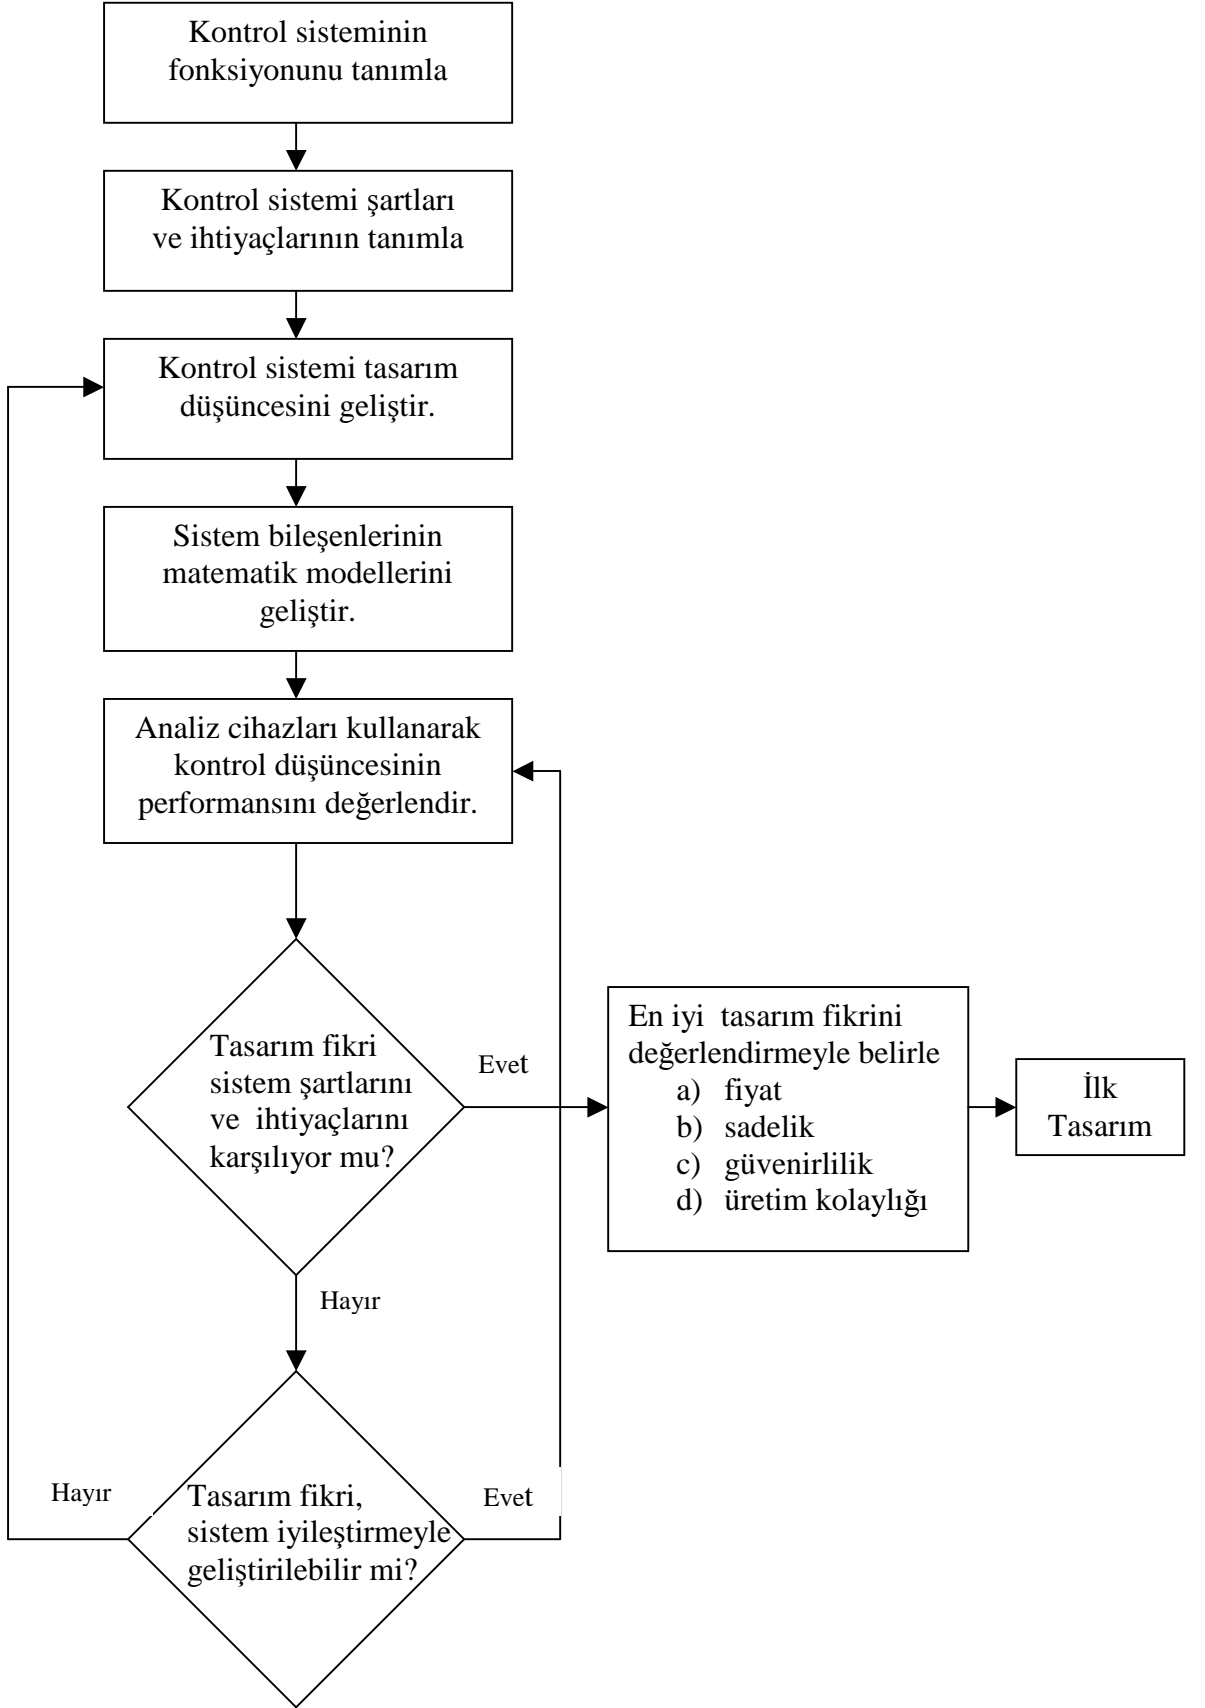 Kontrol sisteminin
fonksiyonunu tanımla
Kontrol sistemi şartları
ve ihtiyaçlarının tanımla
Kontrol sistemi tasarım
düşüncesini geliştir.
Sistem bileşenlerinin
matematik modellerini
geliştir.
Analiz cihazları kullanarak
kontrol düşüncesinin
performansını değerlendir.
Tasarım fikri
sistem şartlarını
ve ihtiyaçlarını
karşılıyor mu?
Evet
En iyi tasarım fikrini
değerlendirmeyle belirle
a) fiyat
b) sadelik
c) güvenirlilik
d) üretim kolaylığı
İlk
Tasarım
Hayır
Hayır
Tasarım fikri,
sistem iyileştirmeyle
geliştirilebilir mi?
Evet